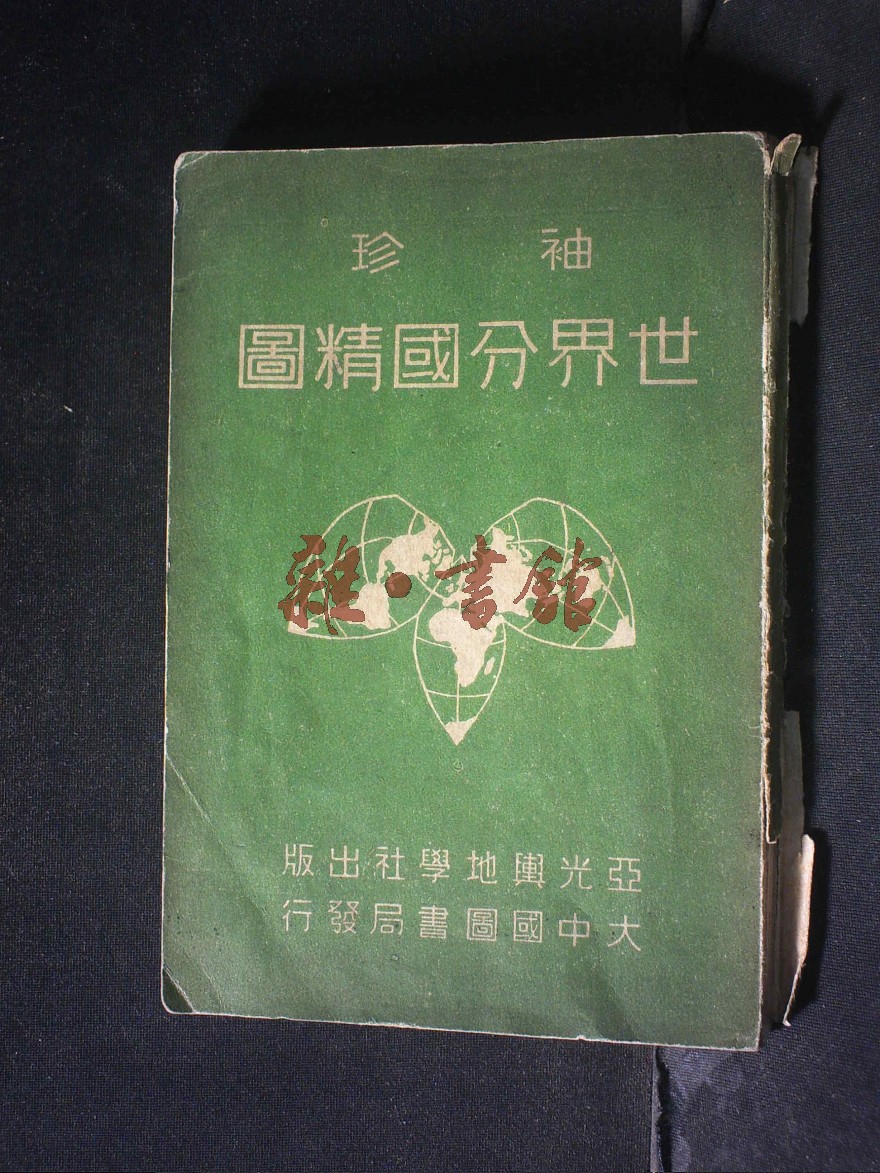 袖珍
世界分國精圖
雜·書館
亞光輿地學社出版
大中國圖書局發行